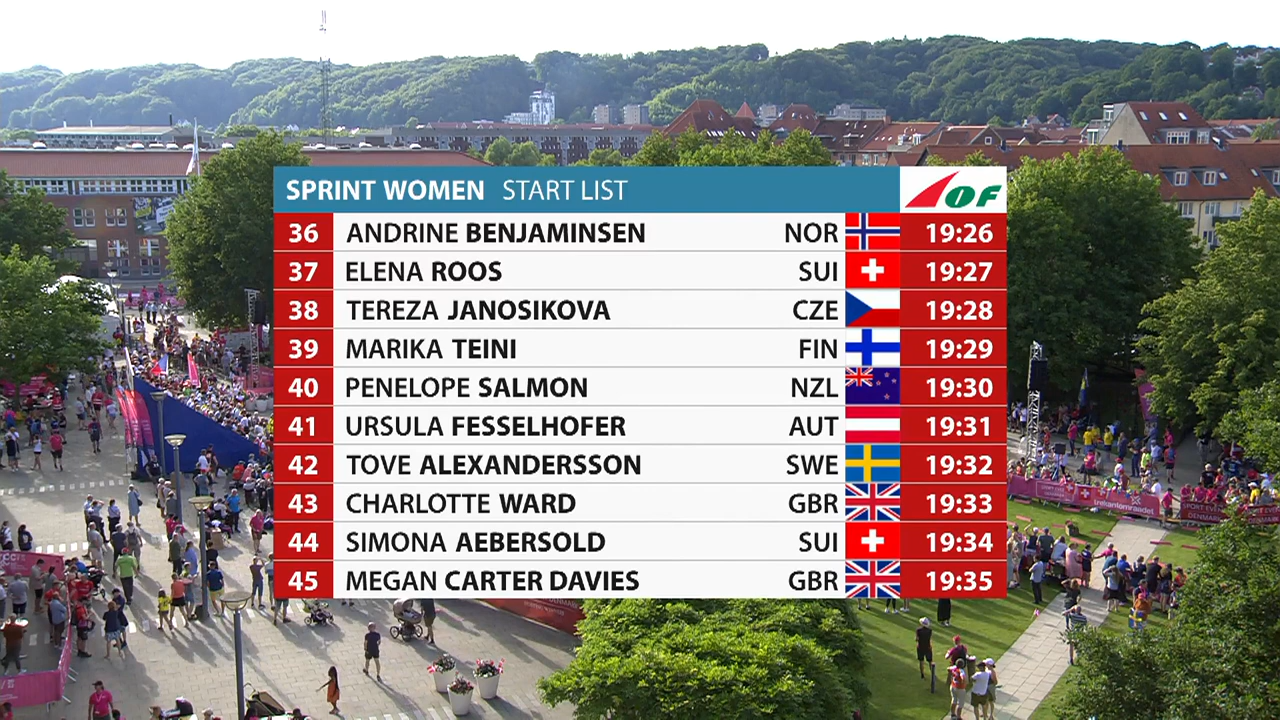 SPRINT WOMEN START LIST IOF
36 ANDRINE BENJAMINSEN NOR 19:26
37 ELENA ROOS SUI 19:27
38 TEREZA JANOSIKOVA CZE 19:28
39 MARIKA TEINI FIN 19:29
40 PENELOPE SALMON NZL 19:30
41 URSULA FESSELHOFER AUT 19:31
42 TOVE ALEXANDERSSON SWE 19:32
43 CHARLOTTE WARD GBR 19:33
44 SIMONA AEBERSOLD SUI 19:34
45 MEGAN CARTER DAVIES GBR 19:35